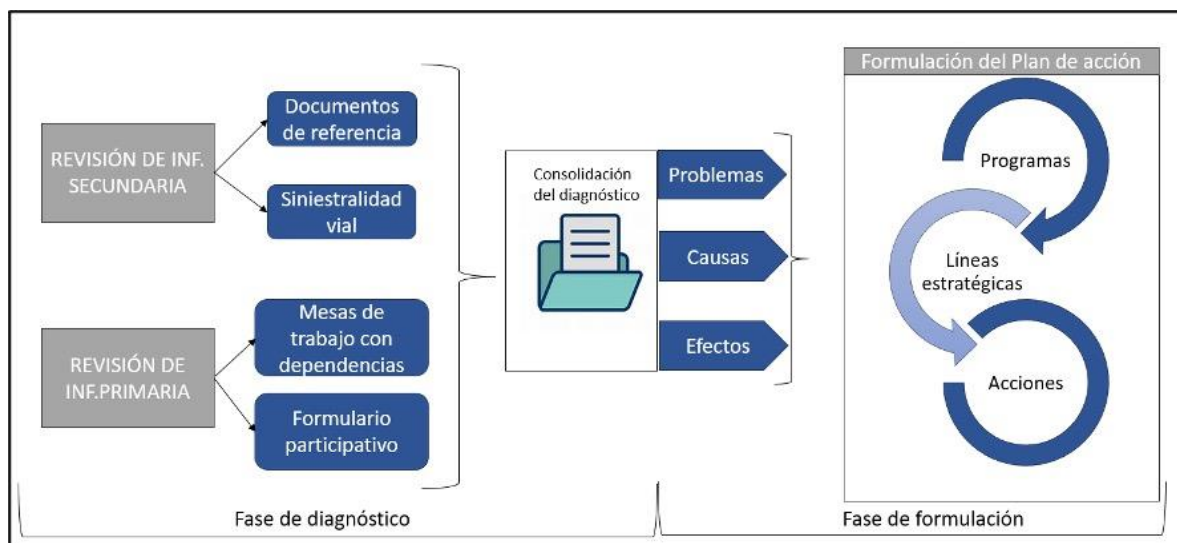 REVISIÓN DE INF.
SECUNDARIA
Documentos
de referencia
Siniestralidad
vial
REVISIÓN DE
INF.PRIMARIA
Mesas de
trabajo con
dependencias
Formulario
participativo
Fase de diagnóstico
Consolidación
del diagnóstico
Problemas
Causas
Efectos
Formulación del Plan de acción
Programas
Líneas
estratégicas
Acciones
Fase de formulación